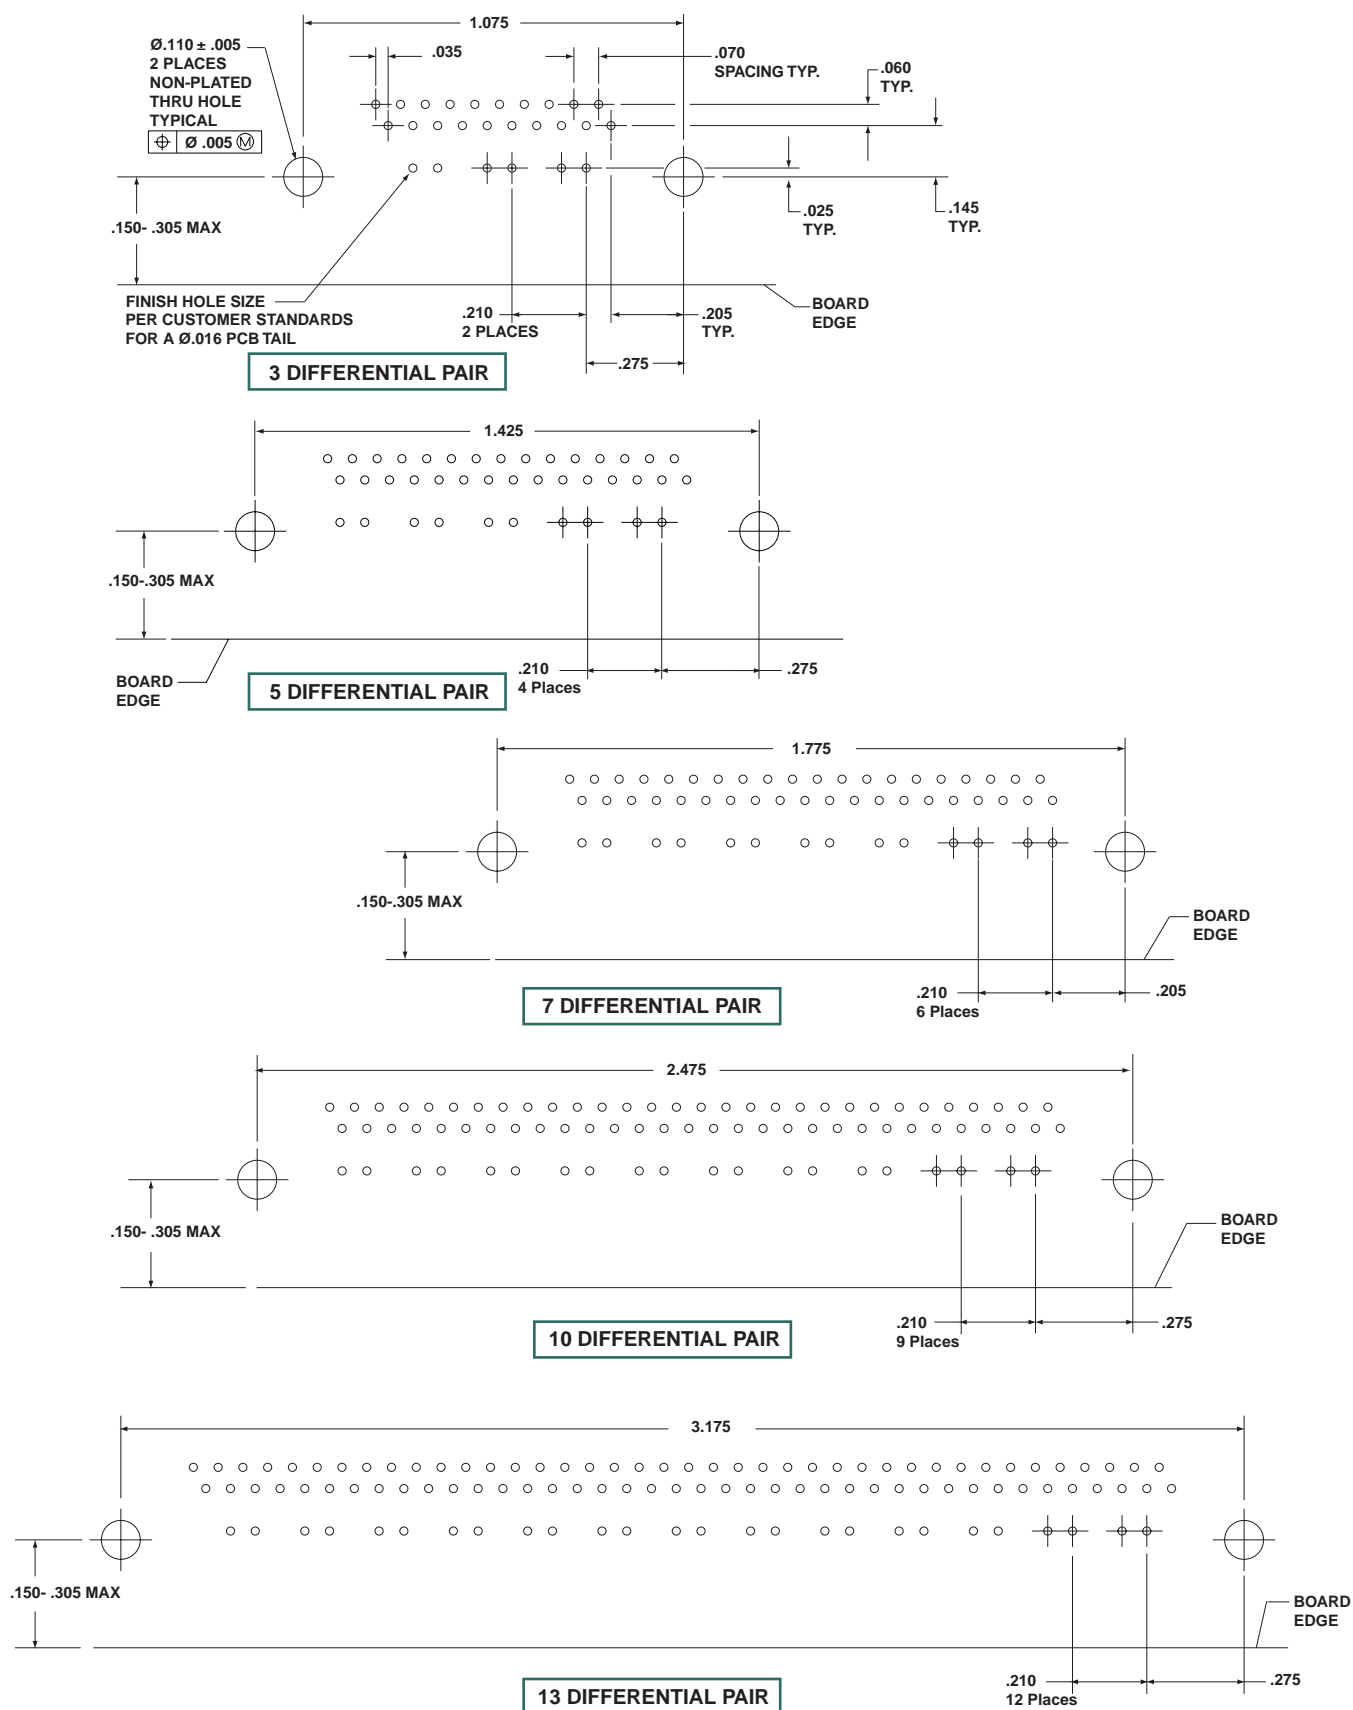 1.075
Ø.110 ± .005
2 PLACES
NON-PLATED
THRU HOLE
TYPICAL
Ø .005 Ⓜ
.035
.070
SPACING TYP.
.060
TYP.
.150- .305 MAX
.025
TYP.
.145
TYP.
FINISH HOLE SIZE
PER CUSTOMER STANDARDS
FOR A Ø.016 PCB TAIL
.210
2 PLACES
.205
TYP.
BOARD
EDGE
.275
3 DIFFERENTIAL PAIR
1.425
.150-.305 MAX
BOARD
EDGE
5 DIFFERENTIAL PAIR
.210
4 Places
.275
1.775
.150-.305 MAX
BOARD
EDGE
.210
6 Places
.205
7 DIFFERENTIAL PAIR
2.475
.150- .305 MAX
BOARD
EDGE
.210
9 Places
.275
10 DIFFERENTIAL PAIR
3.175
.150- .305 MAX
BOARD
EDGE
.210
12 Places
.275
13 DIFFERENTIAL PAIR